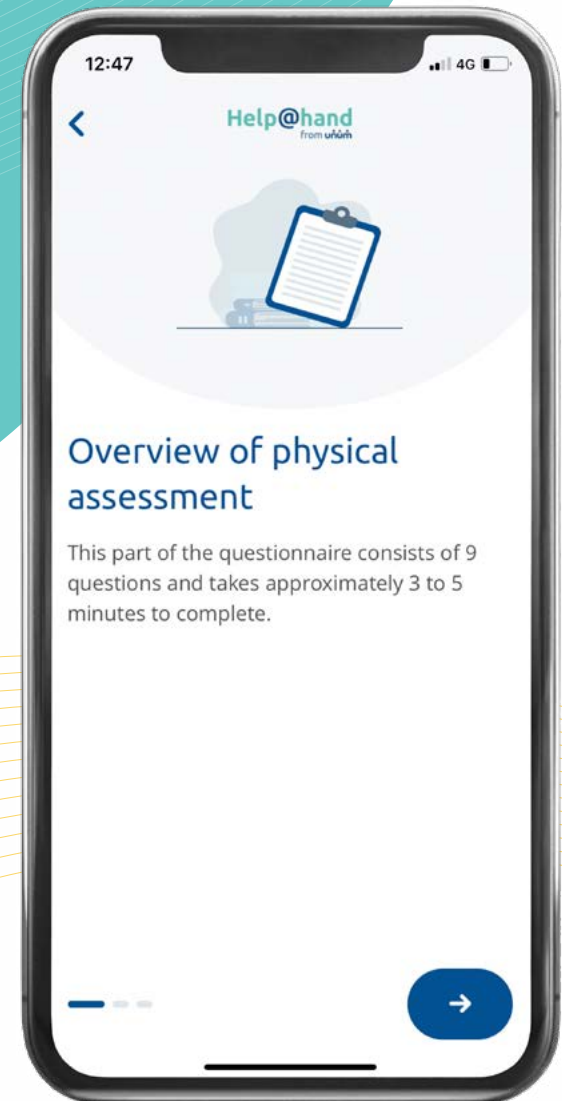 12:47
4G
Help@hand
from unum
Overview of physical
assessment
This part of the questionnaire consists of 9
questions and takes approximately 3 to 5
minutes to complete.